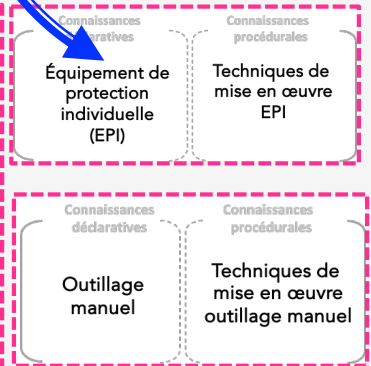 Connaissances
déclaratives
Équipement de
protection
individuelle
(EPI)
Connaissances
procédurales
Techniques de
mise en œuvre
EPI
Connaissances
déclaratives
Outillage
manuel
Connaissances
procédurales
Techniques de
mise en œuvre
outillage manuel